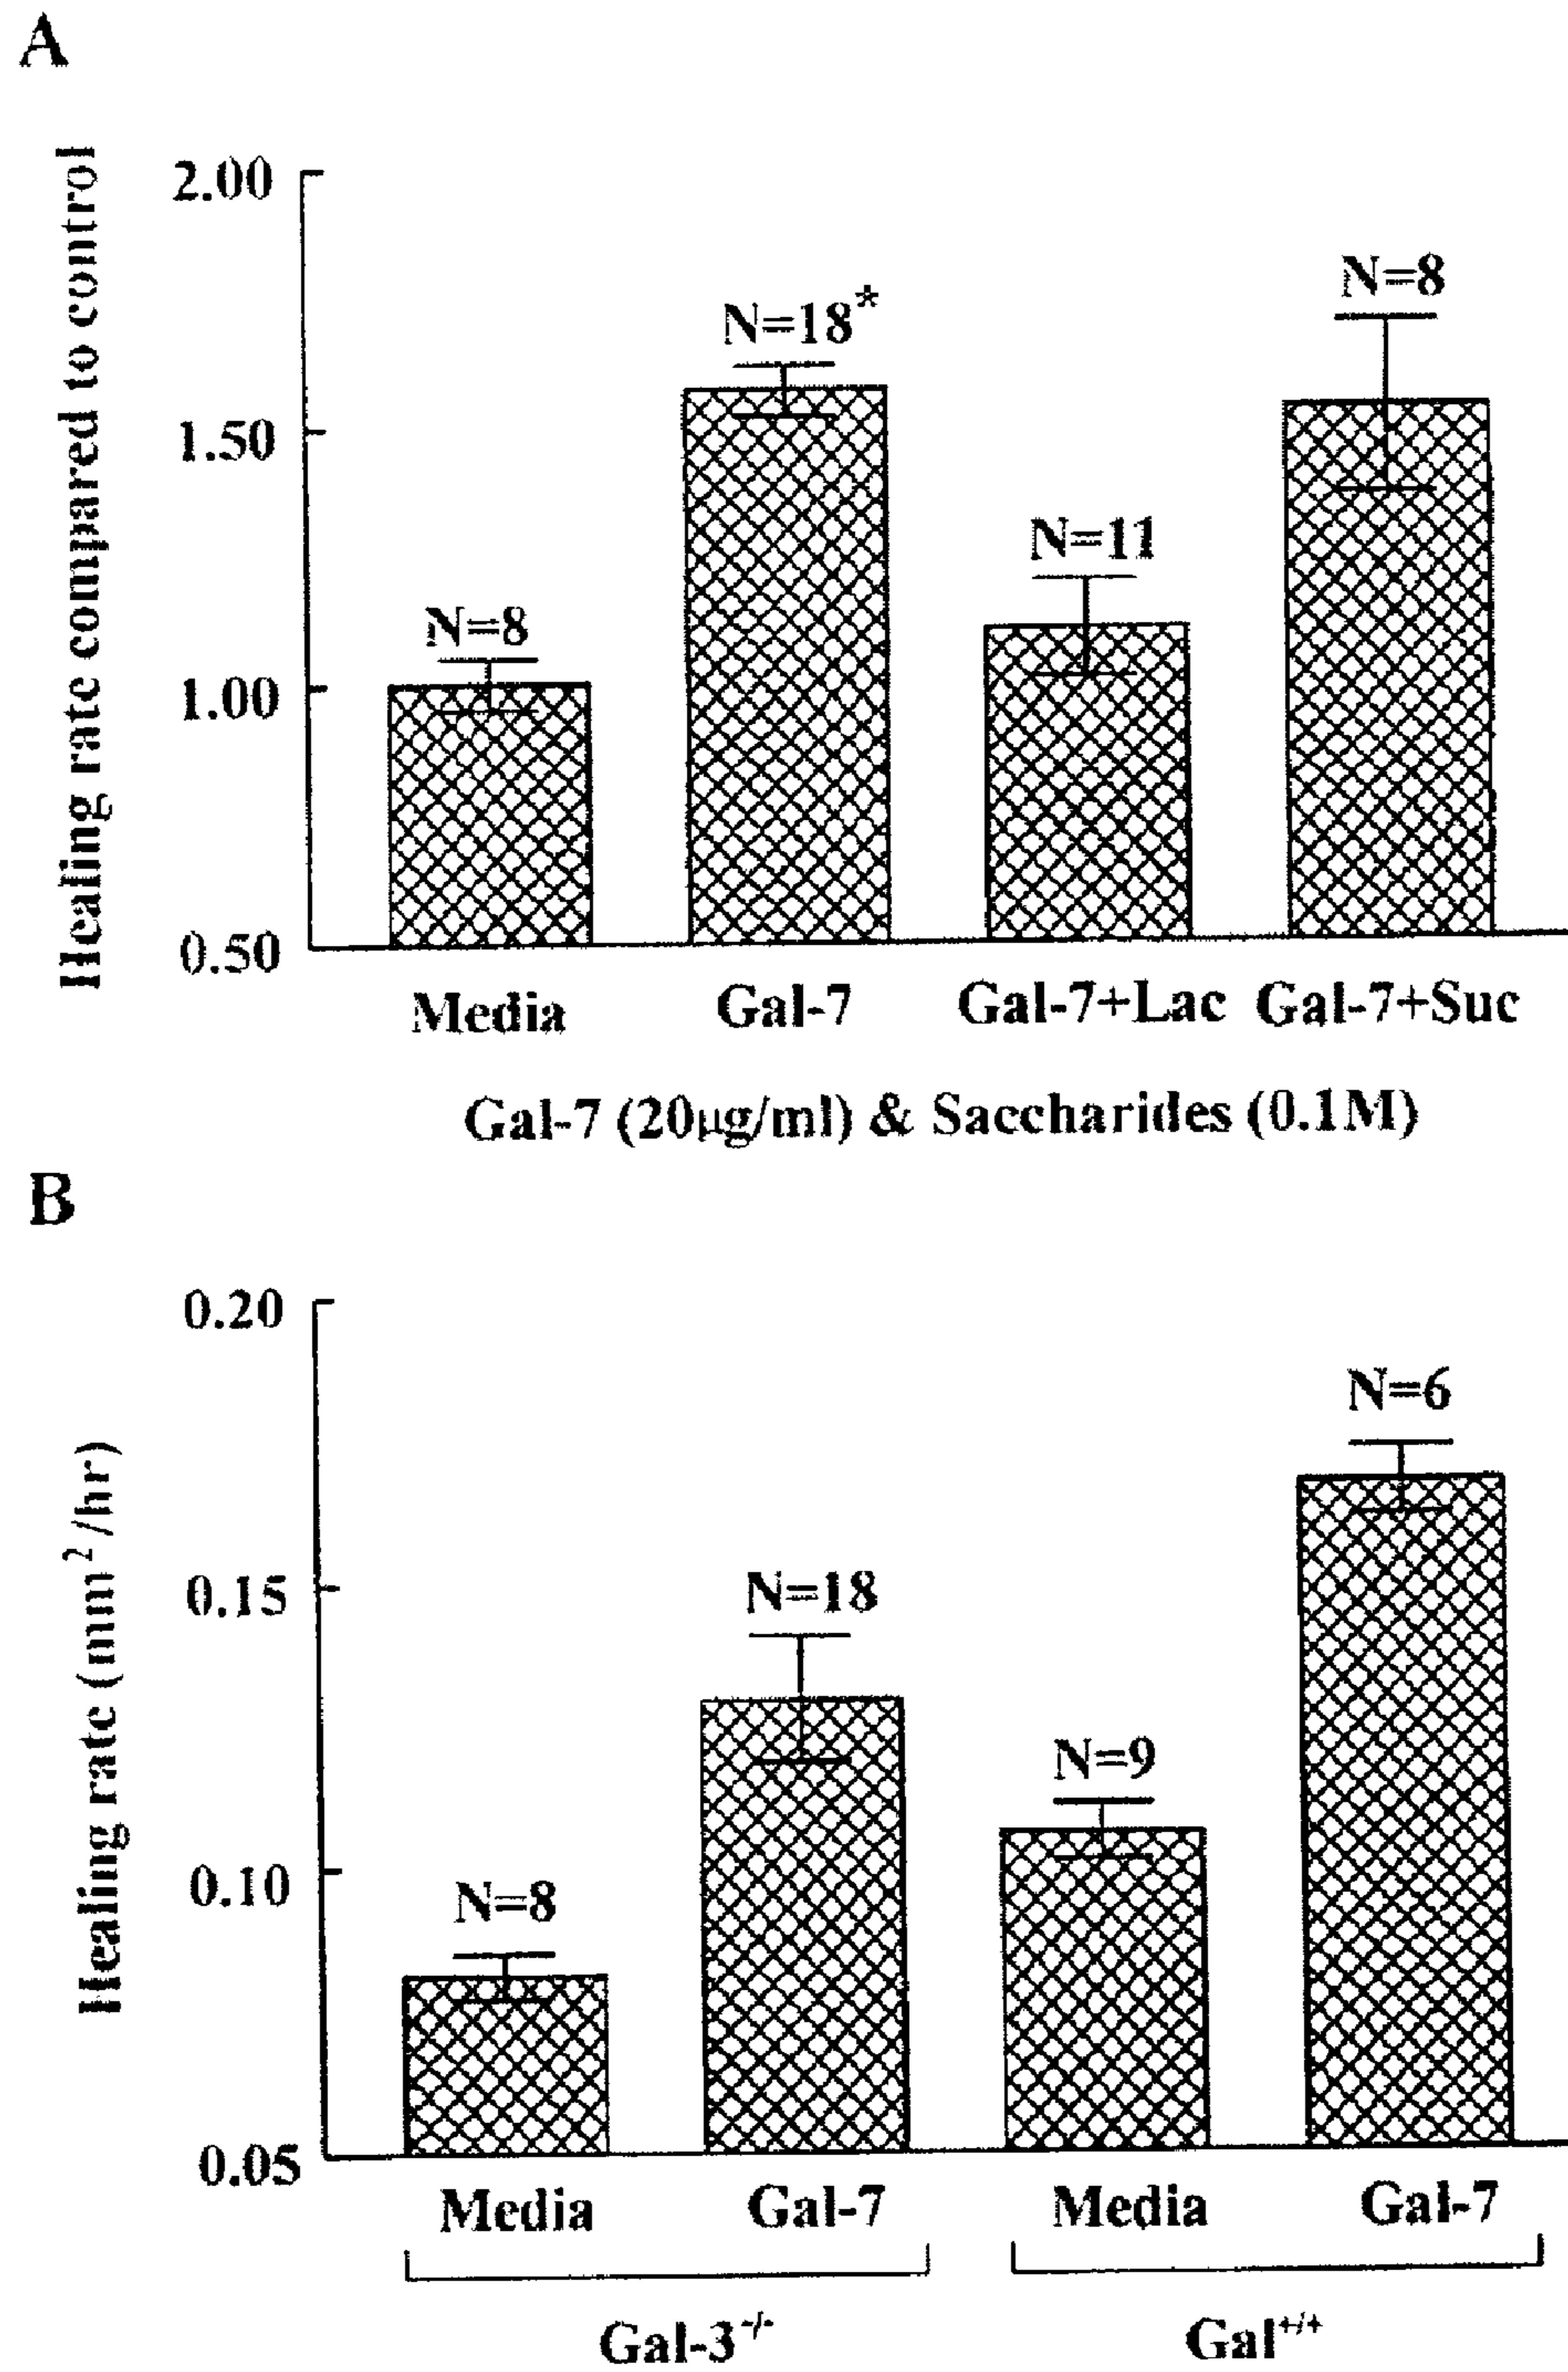 A
Healing rate compared to control
2.00
1.50
1.00
0.50
N=8
N=18*
N=11
N=8
Media Gal-7 Gal-7+Lac Gal-7+Suc
Gal-7 (20μg/ml) & Saccharides (0.1M)
B
Healing rate (mm²/hr)
0.20
0.15
0.10
0.05
N=8
N=18
N=9
N=6
Media Gal-7 Media Gal-7
Gal-3⁻/⁻ Gal⁺/⁺